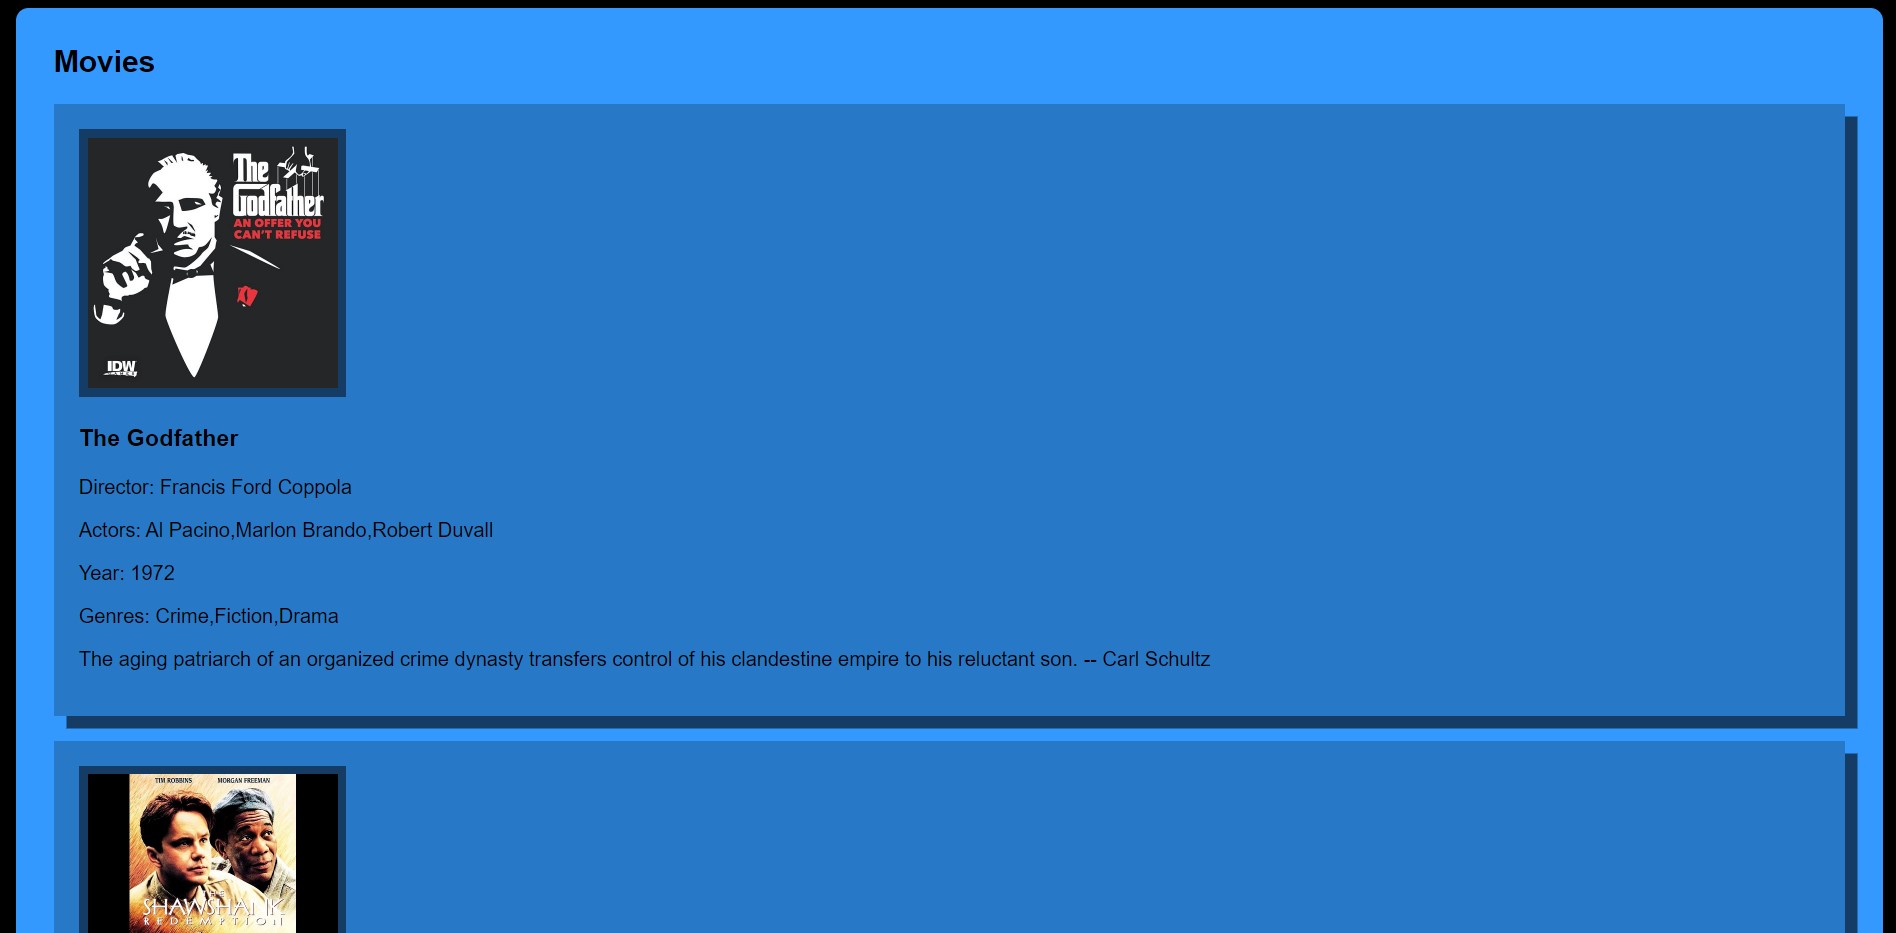 Movies
The
Godfather
AN OFFER YOU
CAN'T REFUSE
IDW
The Godfather
Director: Francis Ford Coppola
Actors: Al Pacino,Marlon Brando,Robert Duvall
Year: 1972
Genres: Crime,Fiction,Drama
The aging patriarch of an organized crime dynasty transfers control of his clandestine empire to his reluctant son. -- Carl Schultz
TIM ROBBINS MORGAN FREEMAN
THE
SHAWSHANK
REDEMPTION